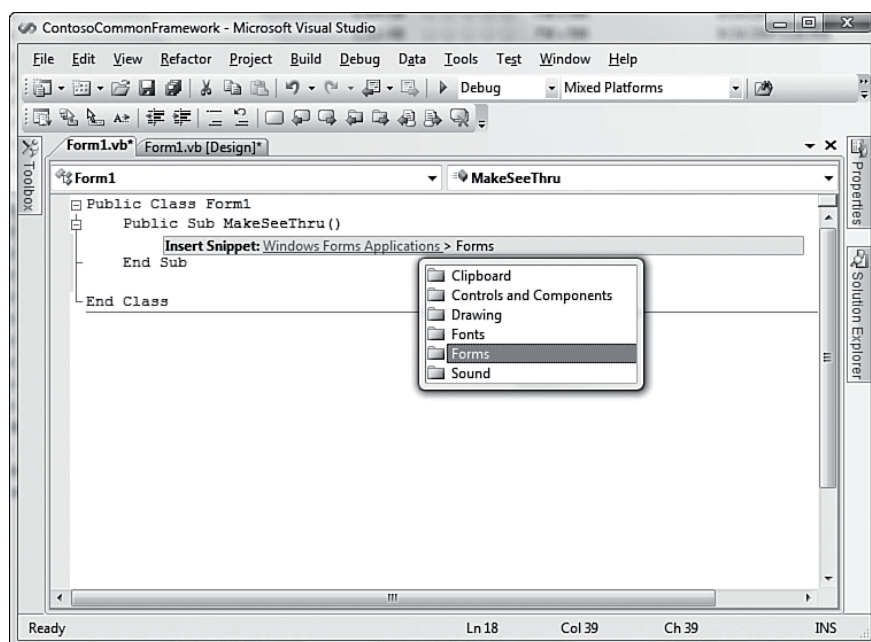 ContosoCommonFramework - Microsoft Visual Studio
File Edit View Refactor Project Build Debug Data Tools Test Window Help
Debug Mixed Platforms
Form1.vb* Form1.vb [Design]*
Toolbox
Properties
Solution Explorer
Form1 MakeSeeThru
Public Class Form1
Public Sub MakeSeeThru()
Insert Snippet: Windows Forms Applications > Forms
End Sub
End Class
Clipboard
Controls and Components
Drawing
Fonts
Forms
Sound
Ready Ln 18 Col 39 Ch 39 INS